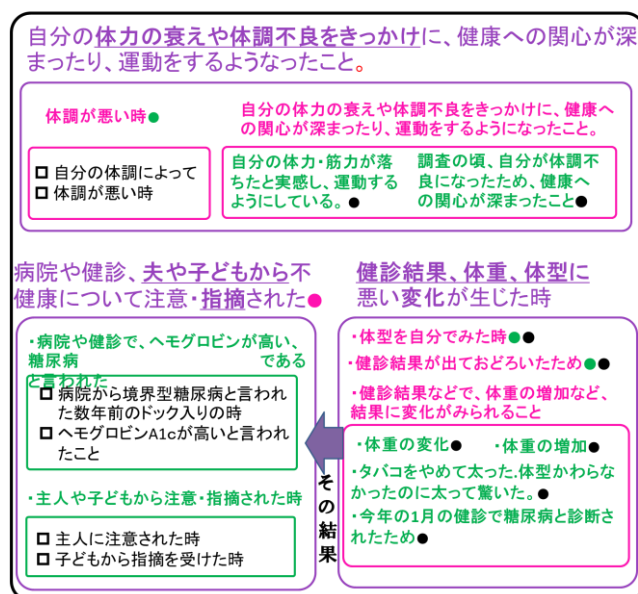 自分の体力の衰えや体調不良をきっかけに、健康への関心が深
まったり、運動をするようなったこと。
体調が悪い時●
自分の体調によって
体調が悪い時
自分の体力の衰えや体調不良をきっかけに、健康へ
の関心が深まったり、運動をするようになったこと。
自分の体力・筋力が落
ちたと実感し、運動する
ようにしている。●
調査の頃、自分が体調不
良になったため、健康へ
の関心が深まったこと●
病院や健診、夫や子どもから不
健康について注意・指摘された●
・病院や健診で、ヘモグロビンが高い、
糖尿病 である
と言われた
病院から境界型糖尿病と言われ
た数年前のドック入りの時
ヘモグロビンA1cが高いと言われ
たこと
・主人や子どもから注意・指摘された時
主人に注意された時
子どもから指摘を受けた時
その結果
健診結果、体重、体型に
悪い変化が生じた時
・体型を自分でみた時●●
・健診結果が出ておどろいたため●●
・健診結果などで、体重の増加など、
結果に変化がみられること
・体重の変化● ・体重の増加●
・タバコをやめて太った.体型かわらな
かったのに太って驚いた。●
・今年の1月の健診で糖尿病と診断さ
れたため●